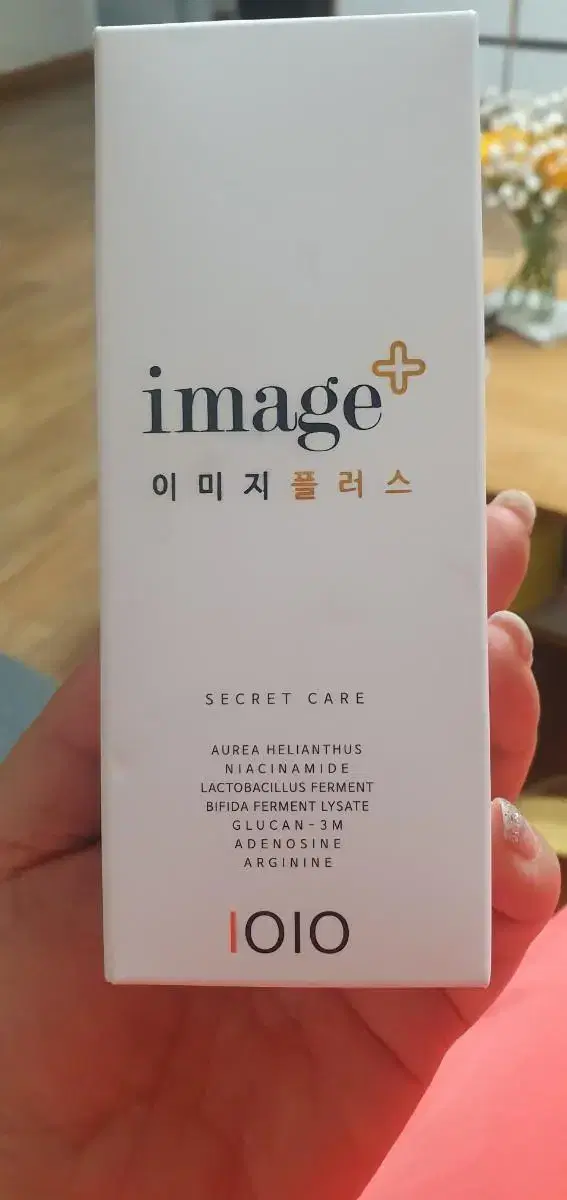 image+
이미지플러스
SECRET CARE
AUREA HELIANTHUS
NIACINAMIDE
LACTOBACILLUS FERMENT
BIFIDA FERMENT LYSATE
GLUCAN-3M
ADENOSINE
ARGININE
IOIO